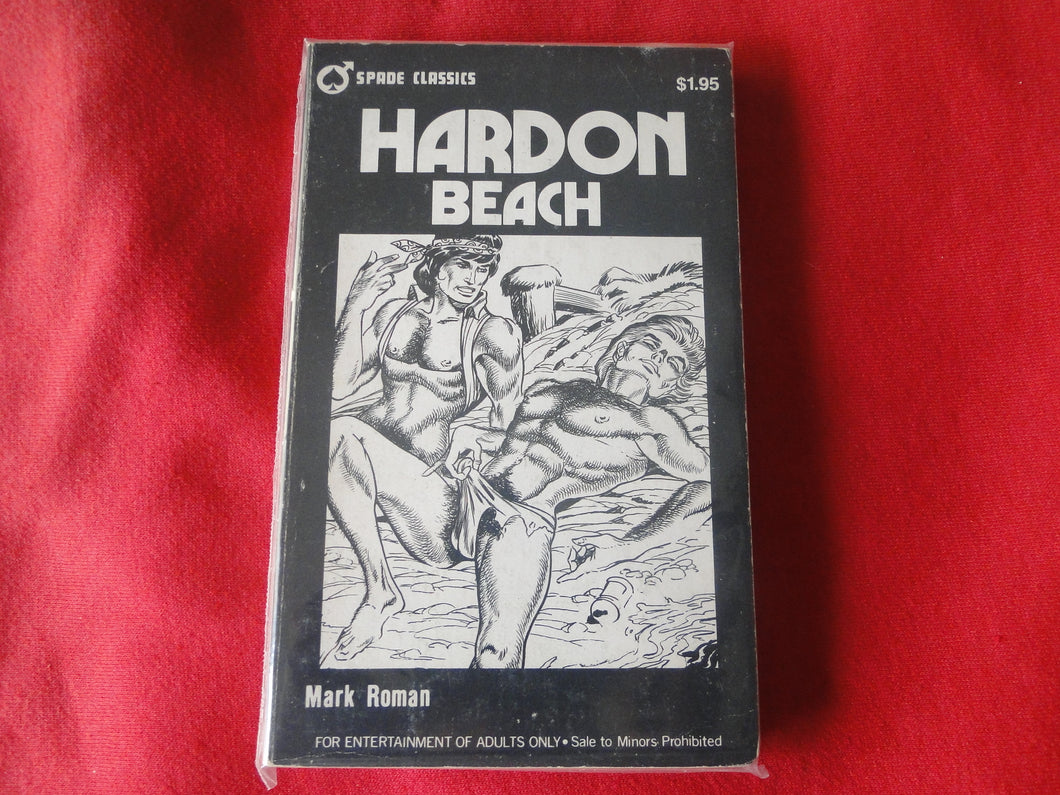 SPADE CLASSICS
$1.95
HARDON
BEACH
Mark Roman
FOR ENTERTAINMENT OF ADULTS ONLY • Sale to Minors Prohibited